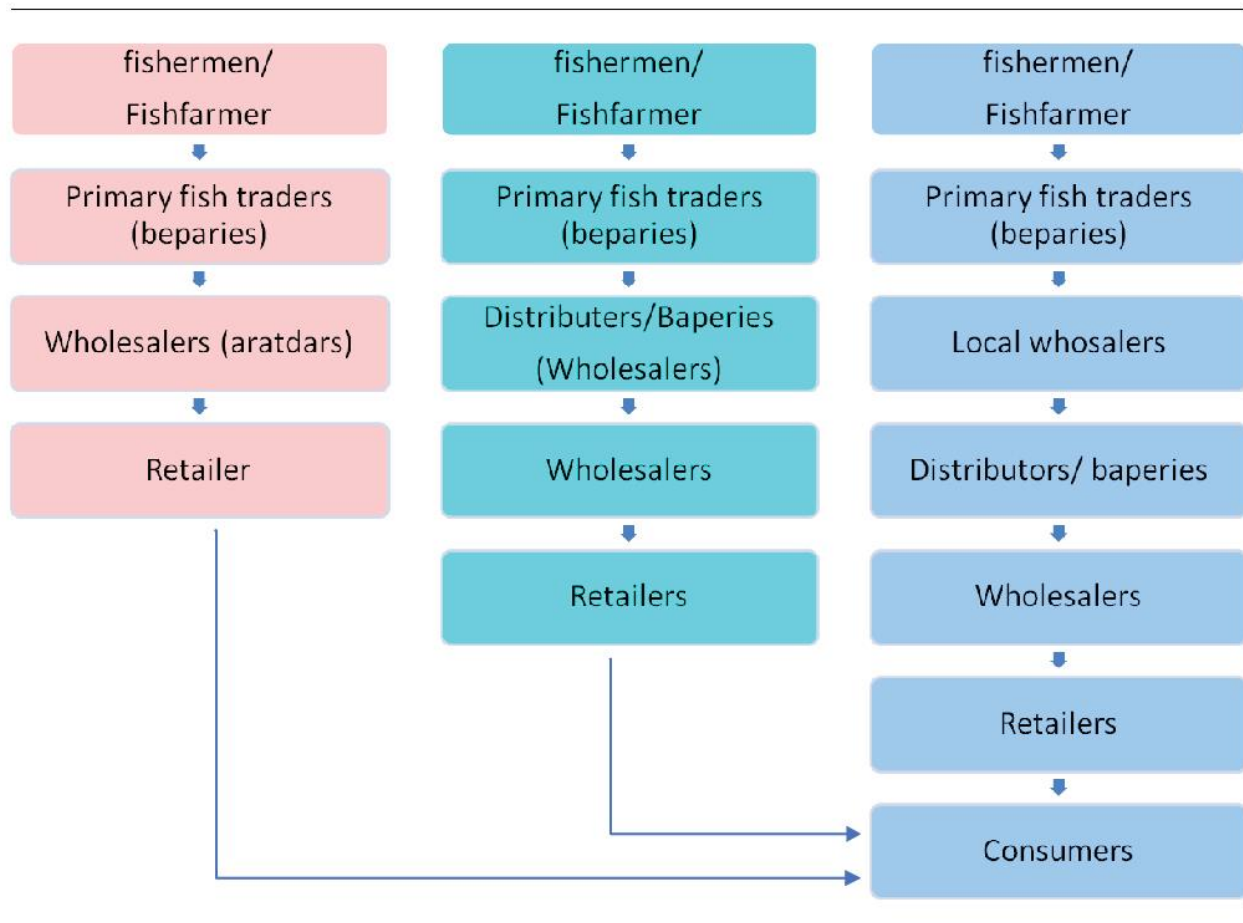 fishermen/
Fishfarmer
Primary fish traders
(beparies)
Wholesalers (aratdars)
Retailer
fishermen/
Fishfarmer
Primary fish traders
(beparies)
Distributers/Baperies
(Wholesalers)
Wholesalers
Retailers
fishermen/
Fishfarmer
Primary fish traders
(beparies)
Local whosalers
Distributors/ baperies
Wholesalers
Retailers
Consumers